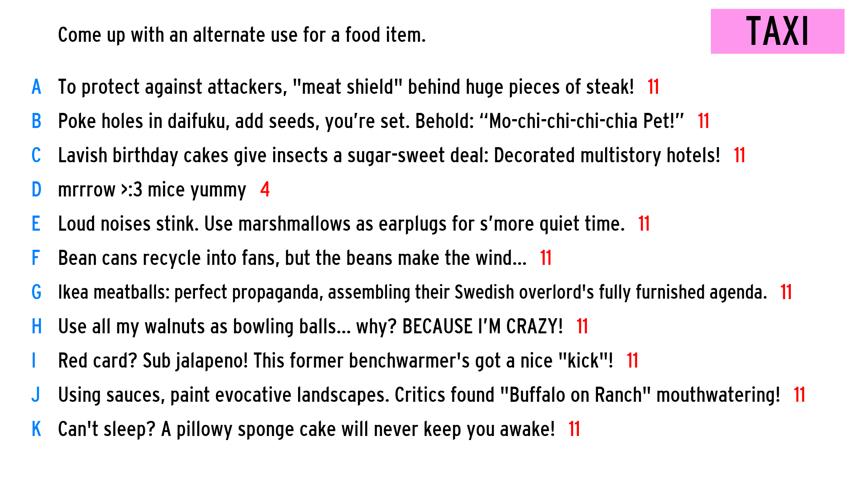 Come up with an alternate use for a food item.
TAXI
A To protect against attackers, "meat shield" behind huge pieces of steak! 11
B Poke holes in daifuku, add seeds, you’re set. Behold: “Mo-chi-chi-chi-chia Pet!” 11
C Lavish birthday cakes give insects a sugar-sweet deal: Decorated multistory hotels! 11
D mrrrow >:3 mice yummy 4
E Loud noises stink. Use marshmallows as earplugs for s’more quiet time. 11
F Bean cans recycle into fans, but the beans make the wind... 11
G Ikea meatballs: perfect propaganda, assembling their Swedish overlord's fully furnished agenda. 11
H Use all my walnuts as bowling balls... why? BECAUSE I’M CRAZY! 11
I Red card? Sub jalapeno! This former benchwarmer's got a nice "kick"! 11
J Using sauces, paint evocative landscapes. Critics found "Buffalo on Ranch" mouthwatering! 11
K Can't sleep? A pillowy sponge cake will never keep you awake! 11